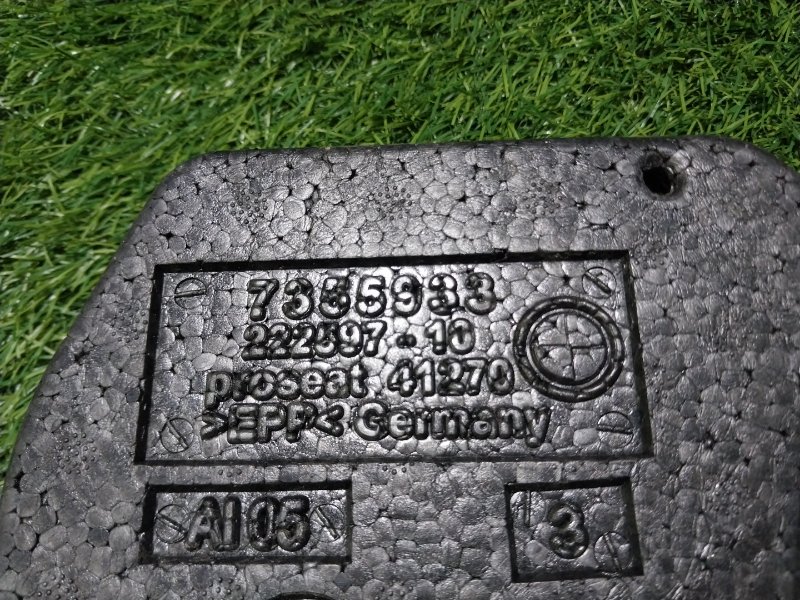 7355933
222597-10
proseat 41270
>EPP< Germany
AI 05
3